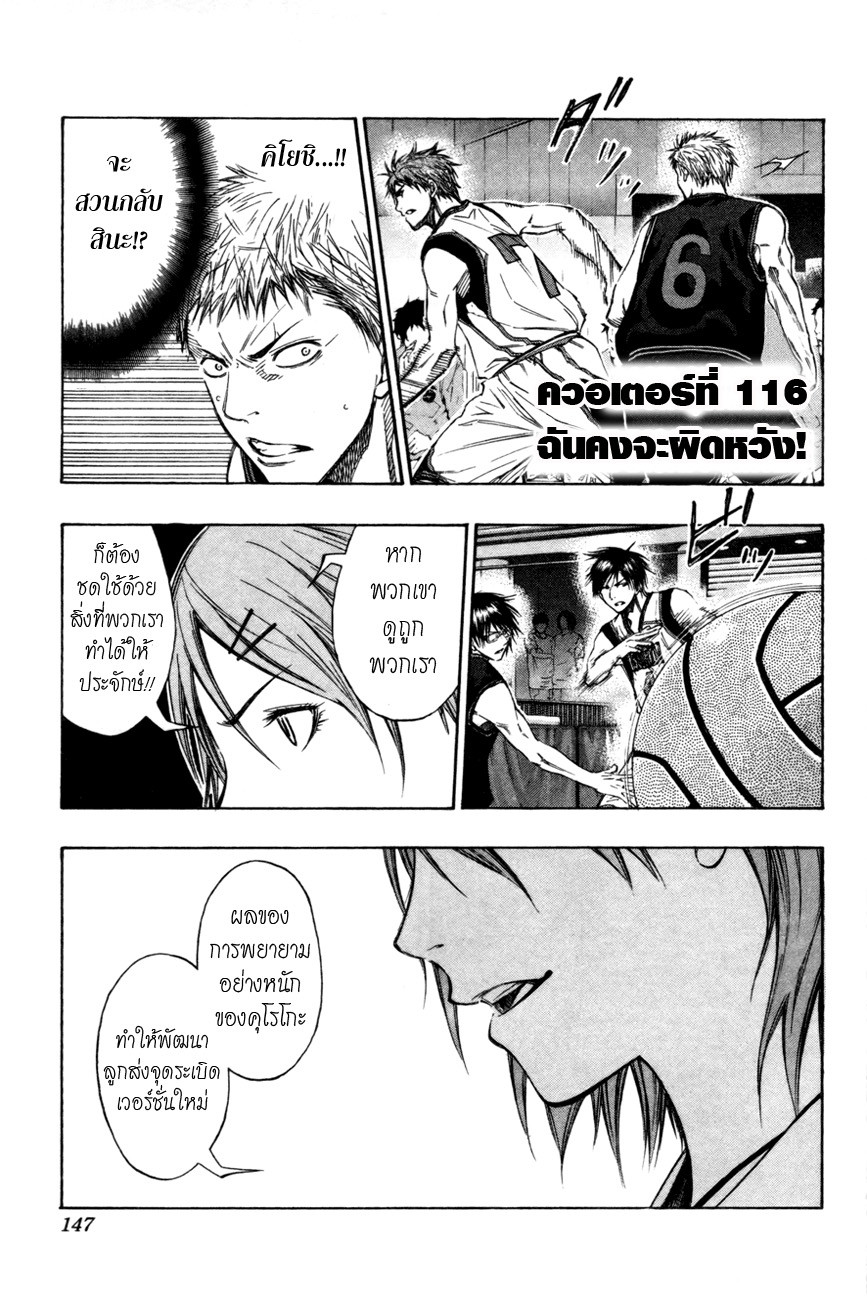 ダッ
ควอเตอร์ที่ 116
ฉันคงจะผิดหวัง!
คิโยชิ...!!
จะ
สวนกลับ
สินะ!?
6
หาก
พวกเขา
ดูถูก
พวกเรา
ก็ต้อง
ชดใช้ด้วย
สิ่งที่พวกเรา
ทำได้ให้
ประจักษ์!!
ผลของ
การพยายาม
อย่างหนัก
ของคุโรโกะ
ทำให้พัฒนา
ลูกส่งจุดระเบิด
เวอร์ชั่นใหม่
147